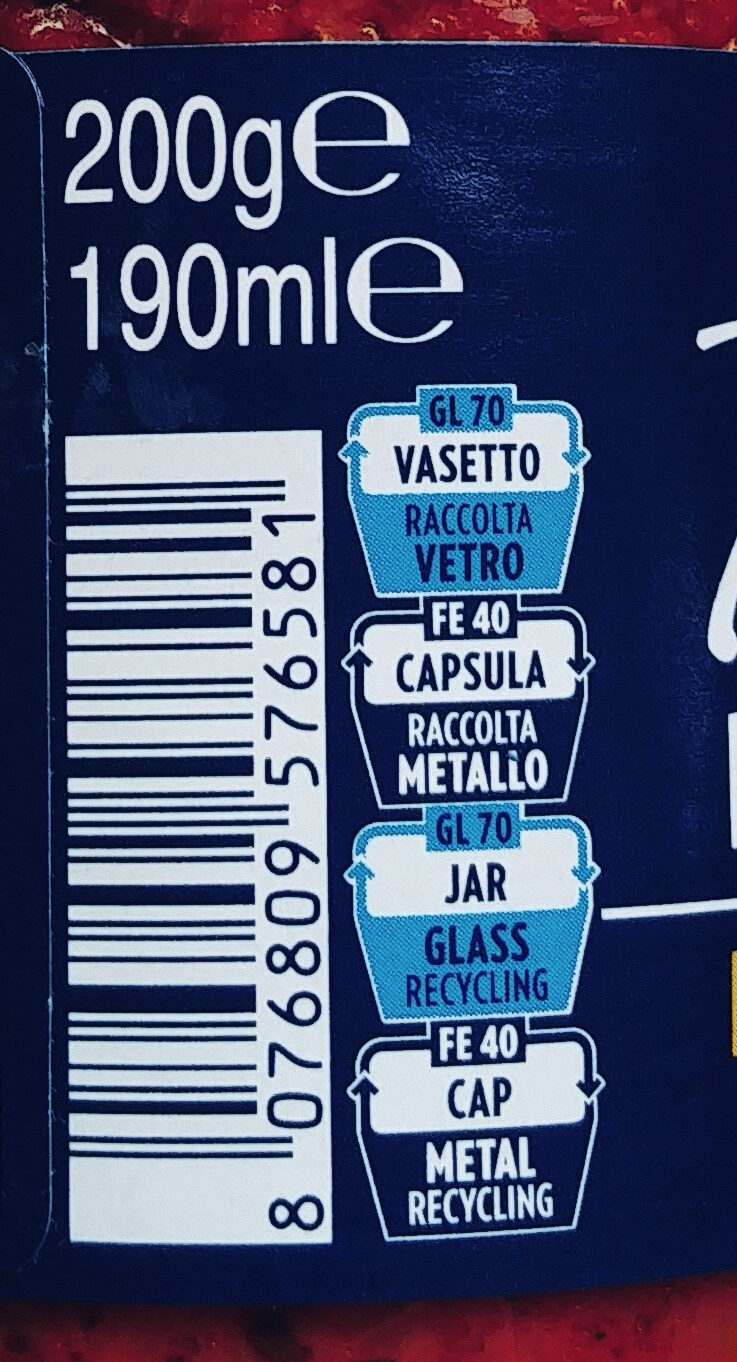 200g℮
190ml℮
8 076809 576581
GL 70
VASETTO
RACCOLTA
VETRO
FE 40
CAPSULA
RACCOLTA
METALLO
GL 70
JAR
GLASS
RECYCLING
FE 40
CAP
METAL
RECYCLING